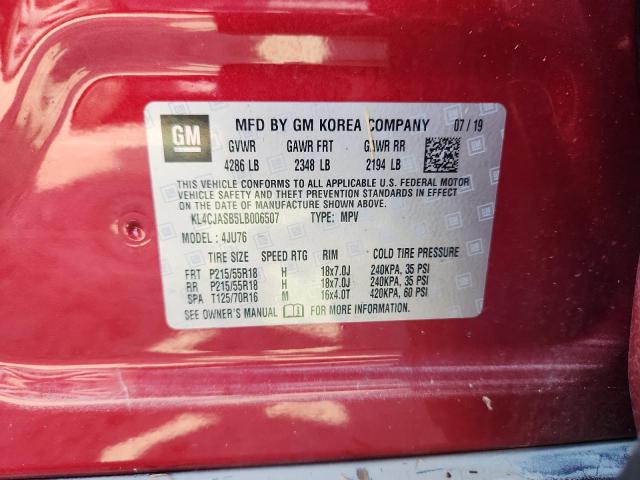 GM MFD BY GM KOREA COMPANY 07 / 19
GVWR GAWR FRT GAWR RR
4286 LB 2348 LB 2194 LB
THIS VEHICLE CONFORMS TO ALL APPLICABLE U.S. FEDERAL MOTOR
VEHICLE SAFETY AND THEFT PREVENTION STANDARDS IN EFFECT ON
DATE OF MANUFACTURE SHOWN ABOVE.
KL4CJASB5LB006507 TYPE: MPV
MODEL: 4JU76
TIRE SIZE SPEED RTG RIM COLD TIRE PRESSURE
FRT P215/55R18 H 18x7.0J 240KPA, 35 PSI
RR P215/55R18 H 18x7.0J 240KPA, 35 PSI
SPA T125/70R16 M 16x4.0T 420KPA, 60 PSI
SEE OWNER'S MANUAL FOR MORE INFORMATION.